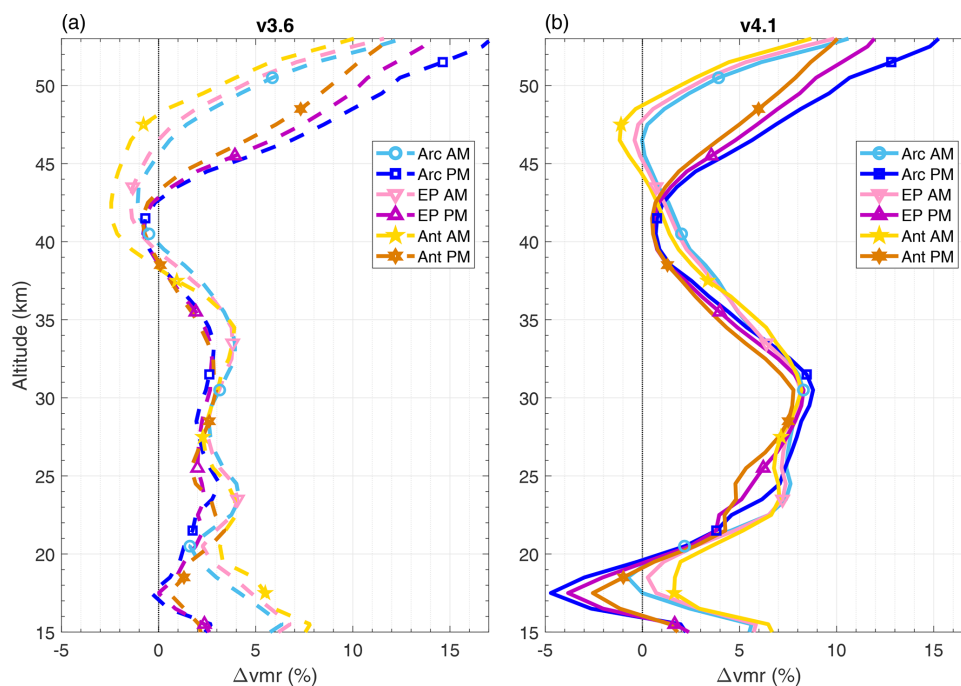 (a)
v3.6
(b)
v4.1
Altitude (km)
50
45
40
35
30
25
20
15
Arc AM
Arc PM
EP AM
EP PM
Ant AM
Ant PM
-5
0
5
10
15
Δvmr (%)
50
45
40
35
30
25
20
15
Arc AM
Arc PM
EP AM
EP PM
Ant AM
Ant PM
-5
0
5
10
15
Δvmr (%)